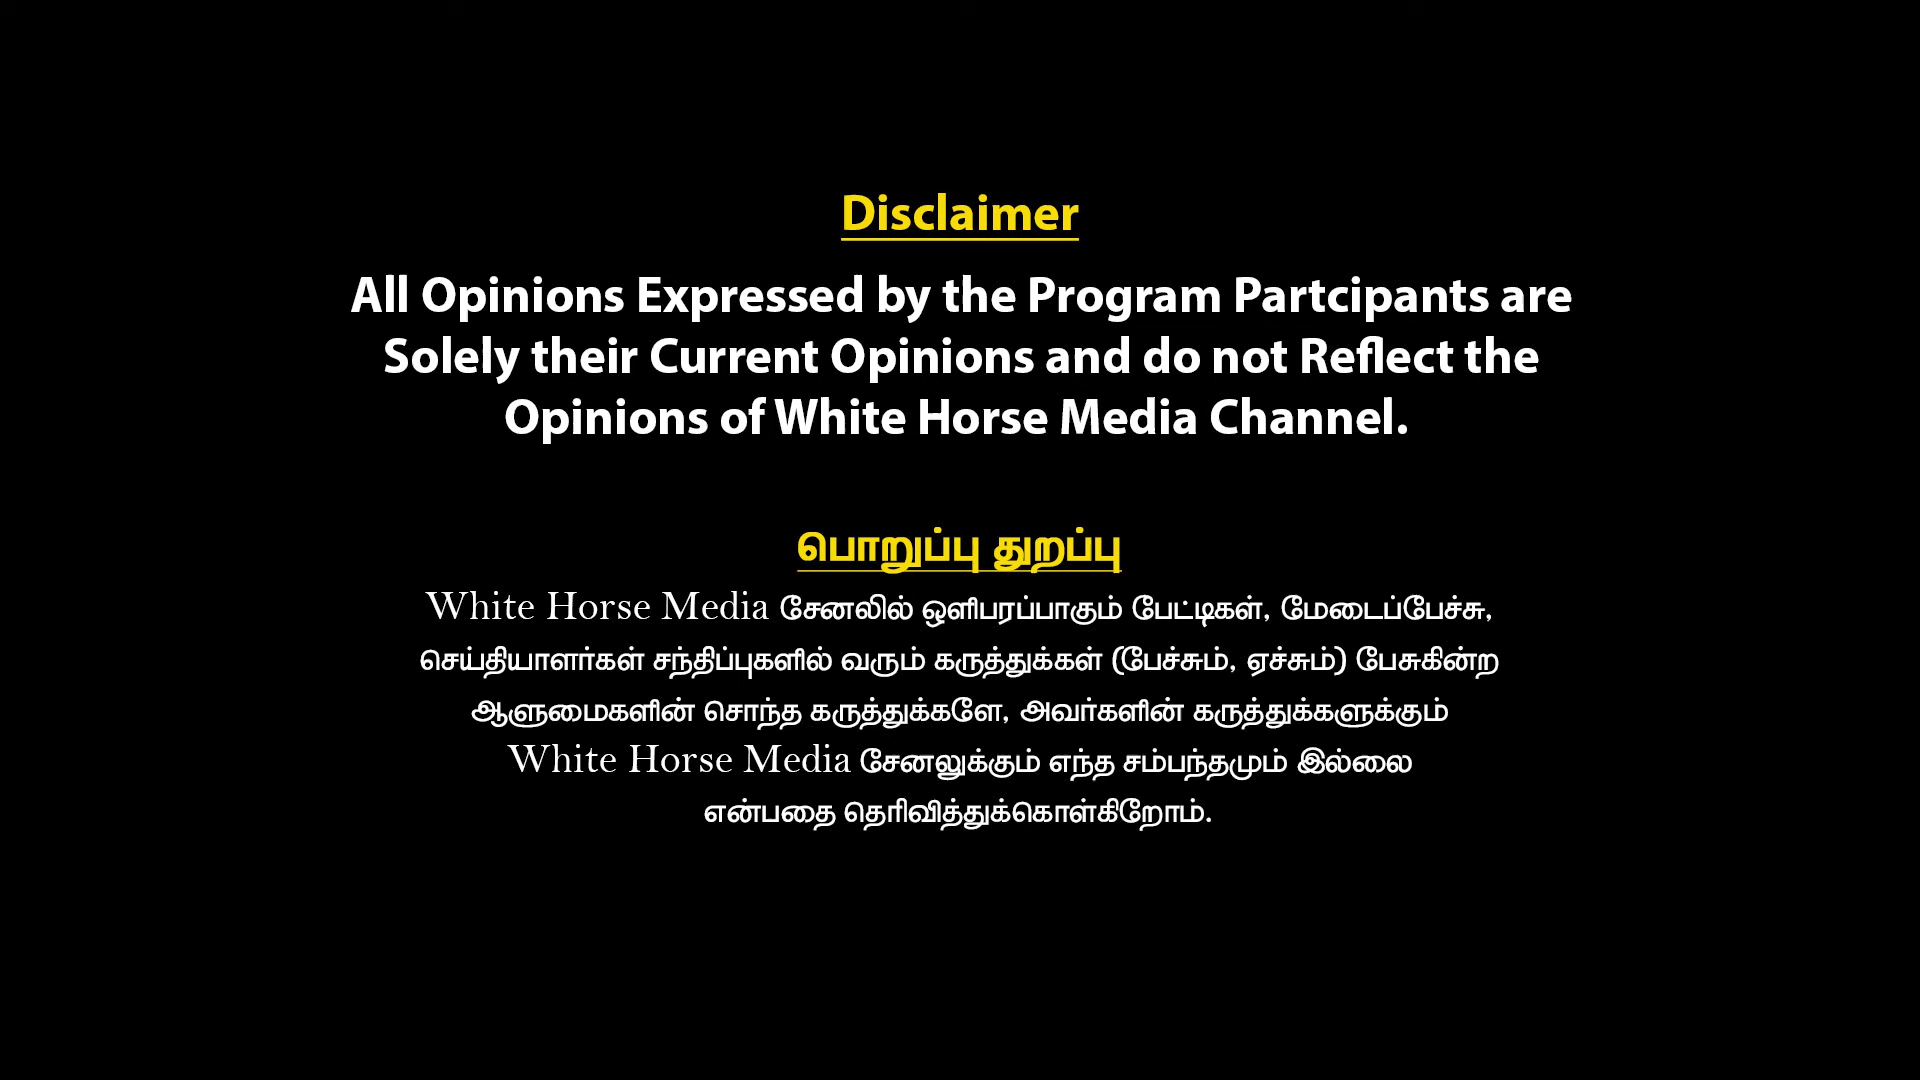 Disclaimer
All Opinions Expressed by the Program Partcipants are
Solely their Current Opinions and do not Reflect the
Opinions of White Horse Media Channel.
பொறுப்பு துறப்பு
White Horse Media சேனலில் ஒளிபரப்பாகும் பேட்டிகள், மேடைப்பேச்சு,
செய்தியாளர்கள் சந்திப்புகளில் வரும் கருத்துக்கள் (பேச்சும், ஏச்சும்) பேசுகின்ற
ஆளுமைகளின் சொந்த கருத்துக்களே, அவர்களின் கருத்துக்களுக்கும்
White Horse Media சேனலுக்கும் எந்த சம்பந்தமும் இல்லை
என்பதை தெரிவித்துக்கொள்கிறோம்.